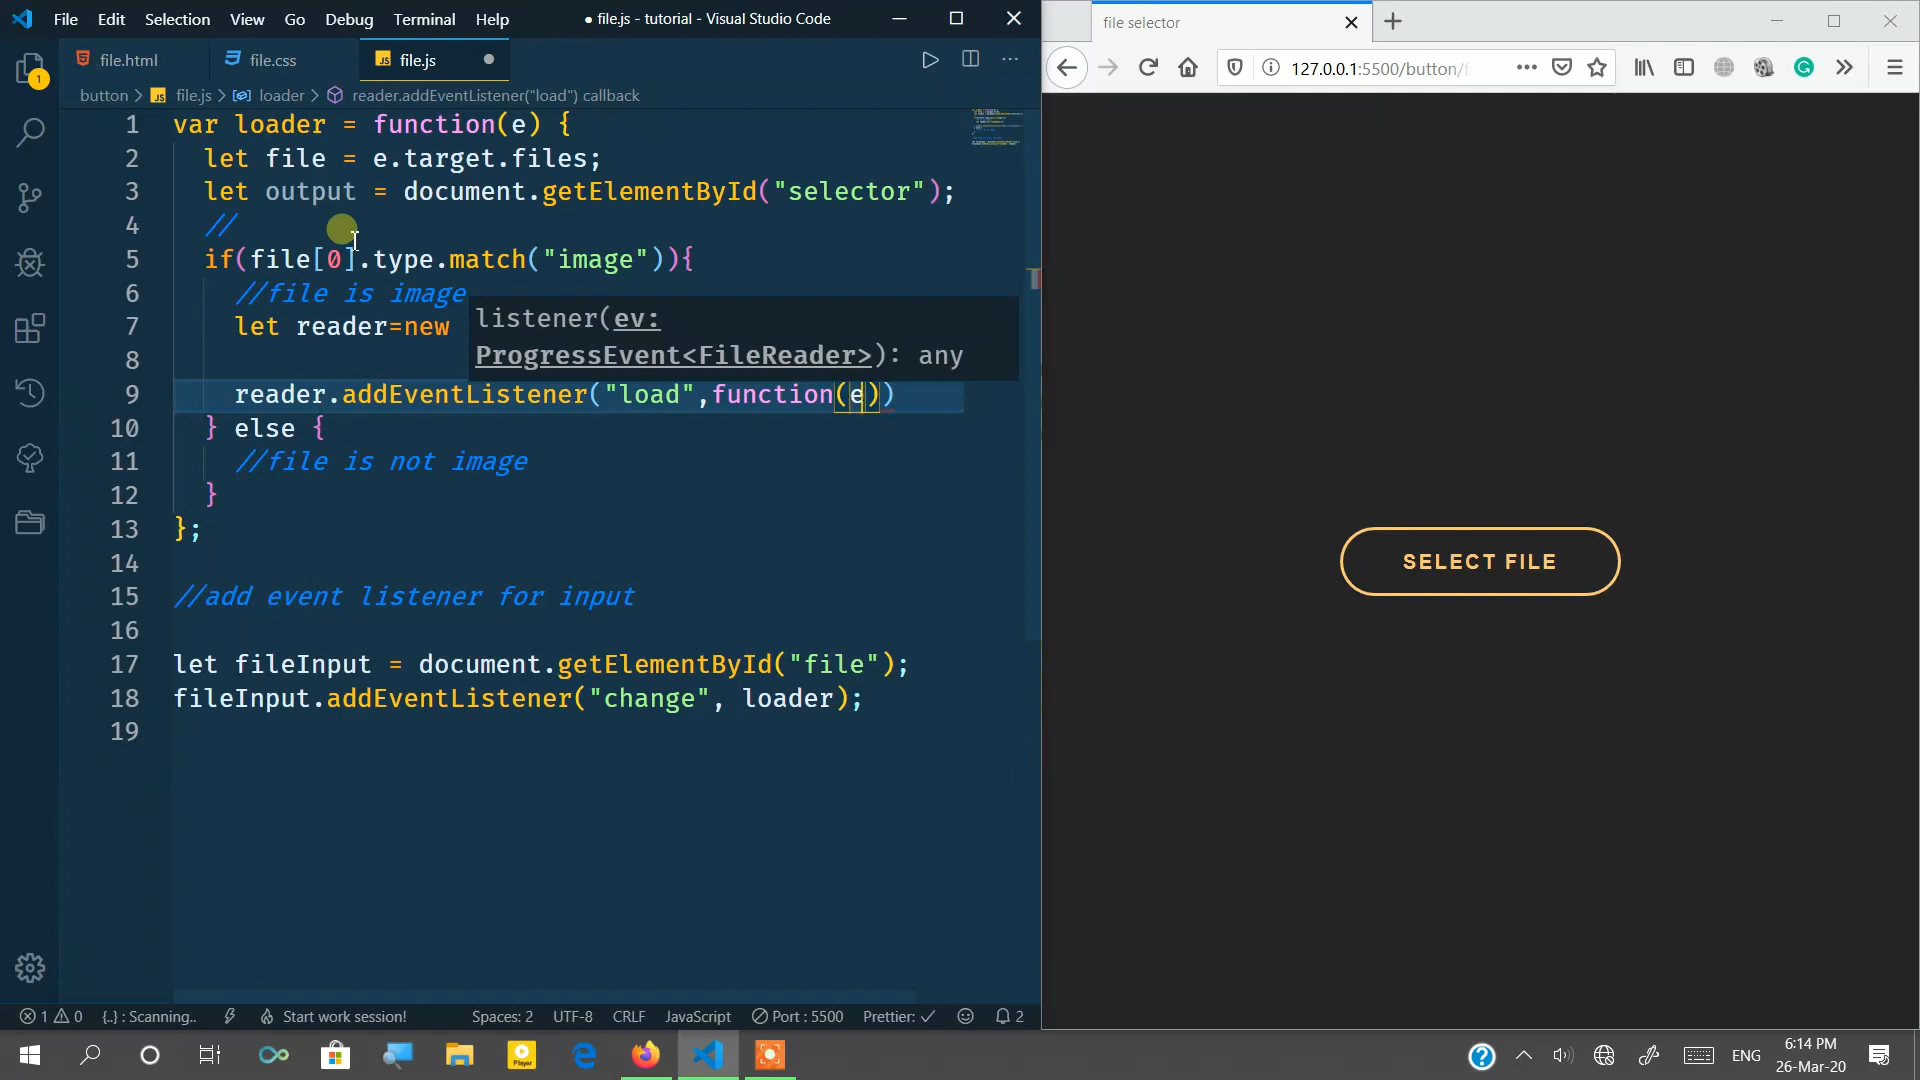 File Edit Selection View Go Debug Terminal Help
● file.js - tutorial - Visual Studio Code
file.html
file.css
JS file.js
button > JS file.js > loader > reader.addEventListener("load") callback
1 var loader = function(e) {
2 let file = e.target.files;
3 let output = document.getElementById("selector");
4 //
5 if(file[0].type.match("image")){
6 //file is image
7 let reader=new
listener(ev:
ProgressEvent<FileReader>): any
8
9 reader.addEventListener("load",function(e))
10 } else {
11 //file is not image
12 }
13 };
14
15 //add event listener for input
16
17 let fileInput = document.getElementById("file");
18 fileInput.addEventListener("change", loader);
19
1
1 0 {..} : Scanning.. Start work session! Spaces: 2 UTF-8 CRLF JavaScript Port : 5500 Prettier: ✓ 2
file selector
127.0.0.1:5500/button/f
SELECT FILE
Player
ENG
6:14 PM
26-Mar-20